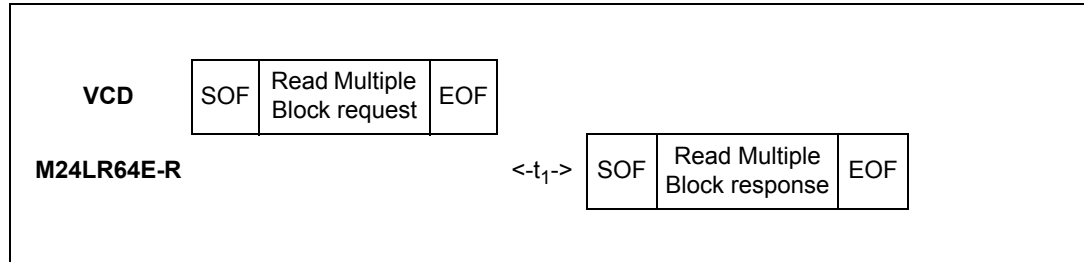 VCD SOF Read Multiple Block request EOF
M24LR64E-R <-t1-> SOF Read Multiple Block response EOF